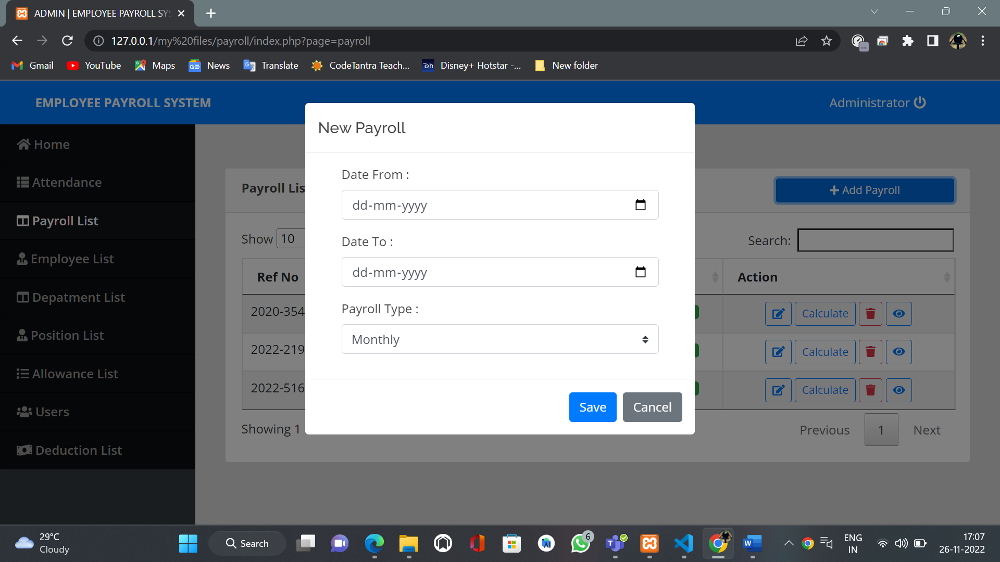 ADMIN | EMPLOYEE PAYROLL SYS
127.0.0.1/my%20files/payroll/index.php?page=payroll
Gmail YouTube Maps News Translate CodeTantra Teach... Disney+ Hotstar -... New folder
EMPLOYEE PAYROLL SYSTEM
Administrator
Home
Attendance
Payroll List
Employee List
Depatment List
Position List
Allowance List
Users
Deduction List
Payroll Lis
Add Payroll
Show 10
Search:
Ref No
Action
2020-354
Calculate
2022-219
Calculate
2022-516
Calculate
Showing 1
Previous 1 Next
New Payroll
Date From :
dd-mm-yyyy
Date To :
dd-mm-yyyy
Payroll Type :
Monthly
Save Cancel
29°C
Cloudy
Search
6
ENG
IN
17:07
26-11-2022